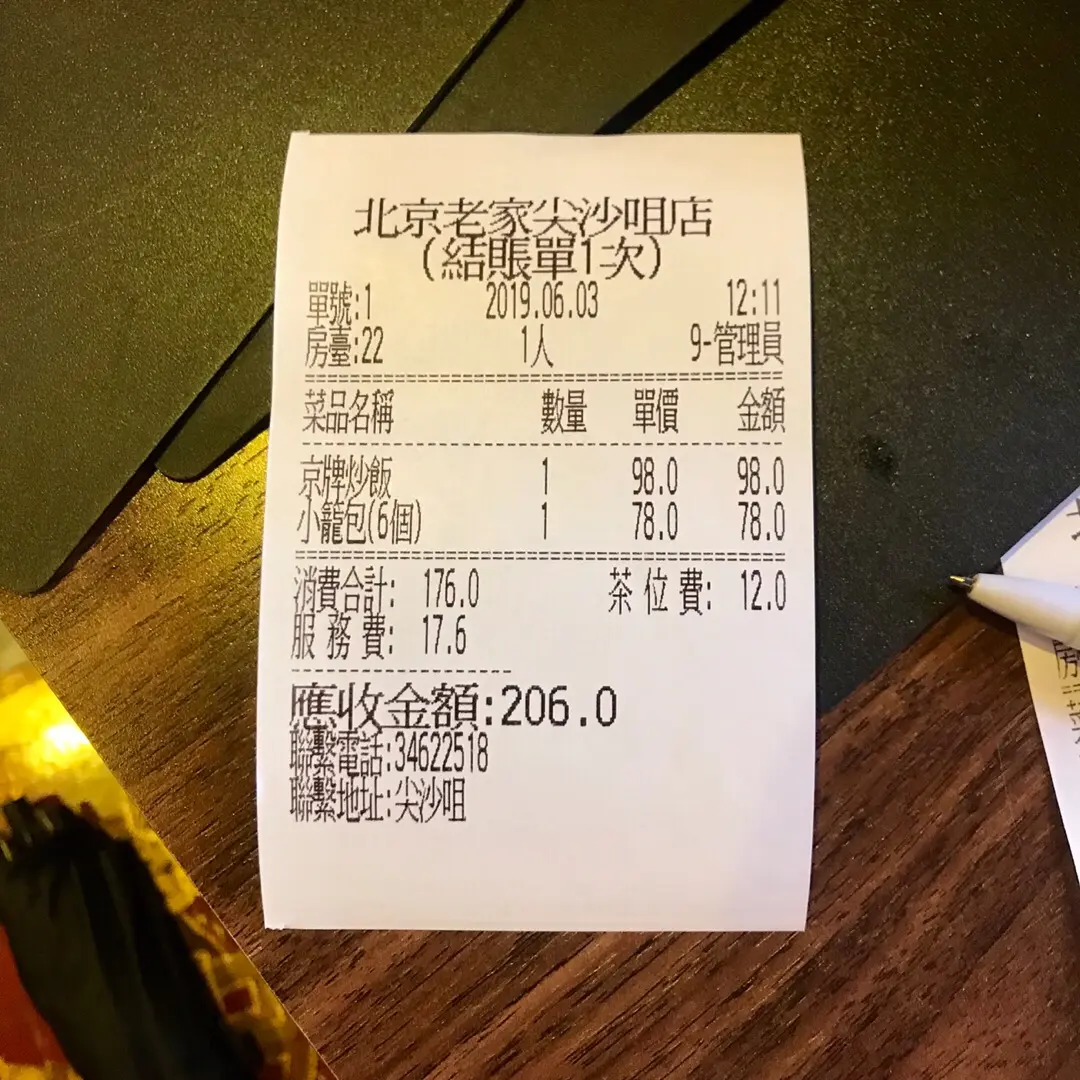 北京老家尖沙咀店
(結賬單1次)
單號:1 2019.06.03 12:11
房臺:22 1人 9-管理員
菜品名稱 數量 單價 金額
京牌炒飯 1 98.0 98.0
小籠包(6個) 1 78.0 78.0
消費合計: 176.0 茶位費: 12.0
服務費: 17.6
應收金額:206.0
聯繫電話:34622518
聯繫地址:尖沙咀